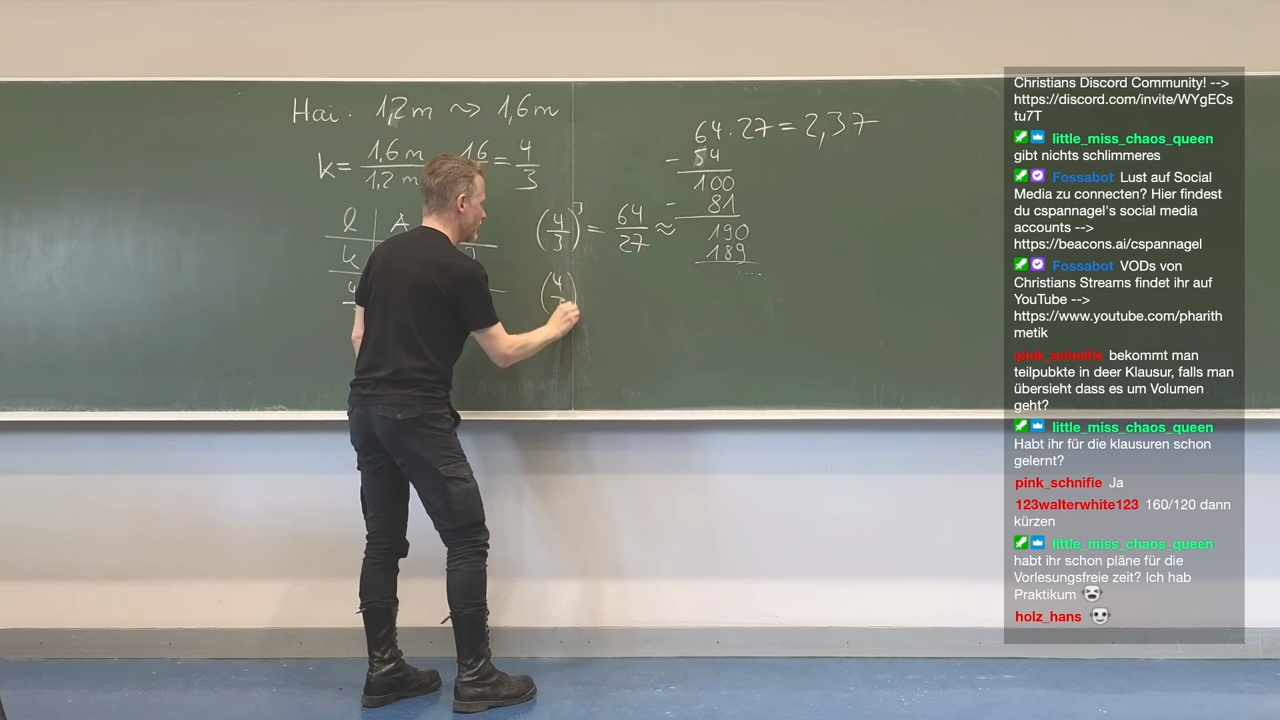 Hai: 1,2m ⤳ 1,6m
k = 1,6 m / 1,2 m 16 = 4/3
l | A
(4/3)³ = 64/27 ≈
64:27 = 2,37
- 54
100
- 81
190
189
....
(4
Christians Discord Community! -->
https://discord.com/invite/WYgECs
tu7T
little_miss_chaos_queen
gibt nichts schlimmeres
Fossabot Lust auf Social
Media zu connecten? Hier findest
du cspannagel's social media
accounts -->
https://beacons.ai/cspannagel
Fossabot VODs von
Christians Streams findet ihr auf
YouTube -->
https://www.youtube.com/pharith
metik
pink_schnifie bekommt man
teilpubkte in deer Klausur, falls man
übersieht dass es um Volumen
geht?
little_miss_chaos_queen
Habt ihr für die klausuren schon
gelernt?
pink_schnifie Ja
123walterwhite123 160/120 dann
kürzen
little_miss_chaos_queen
habt ihr schon pläne für die
Vorlesungsfreie zeit? Ich hab
Praktikum
holz_hans